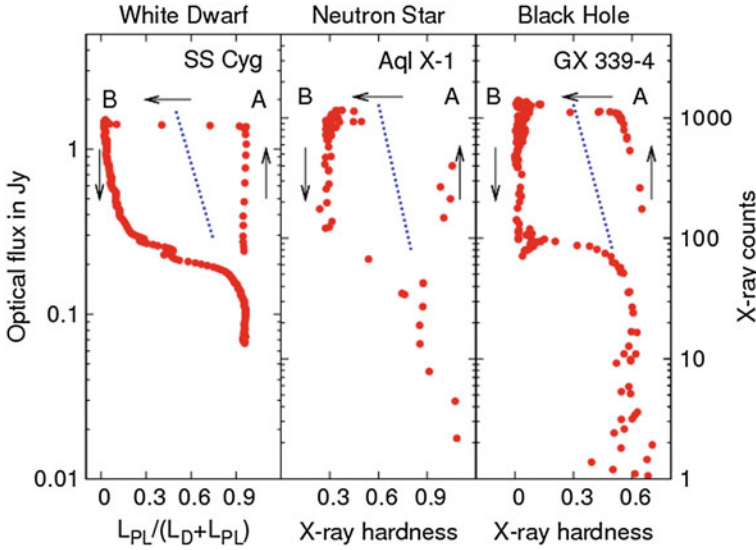 White Dwarf
Neutron Star
Black Hole
SS Cyg
Aql X-1
GX 339-4
B
A
B
A
B
A
Optical flux in Jy
1
0.1
0.01
1000
100
10
1
X-ray counts
0 0.3 0.6 0.9
0.3 0.6 0.9
0 0.3 0.6
L_PL/(L_D+L_PL)
X-ray hardness
X-ray hardness